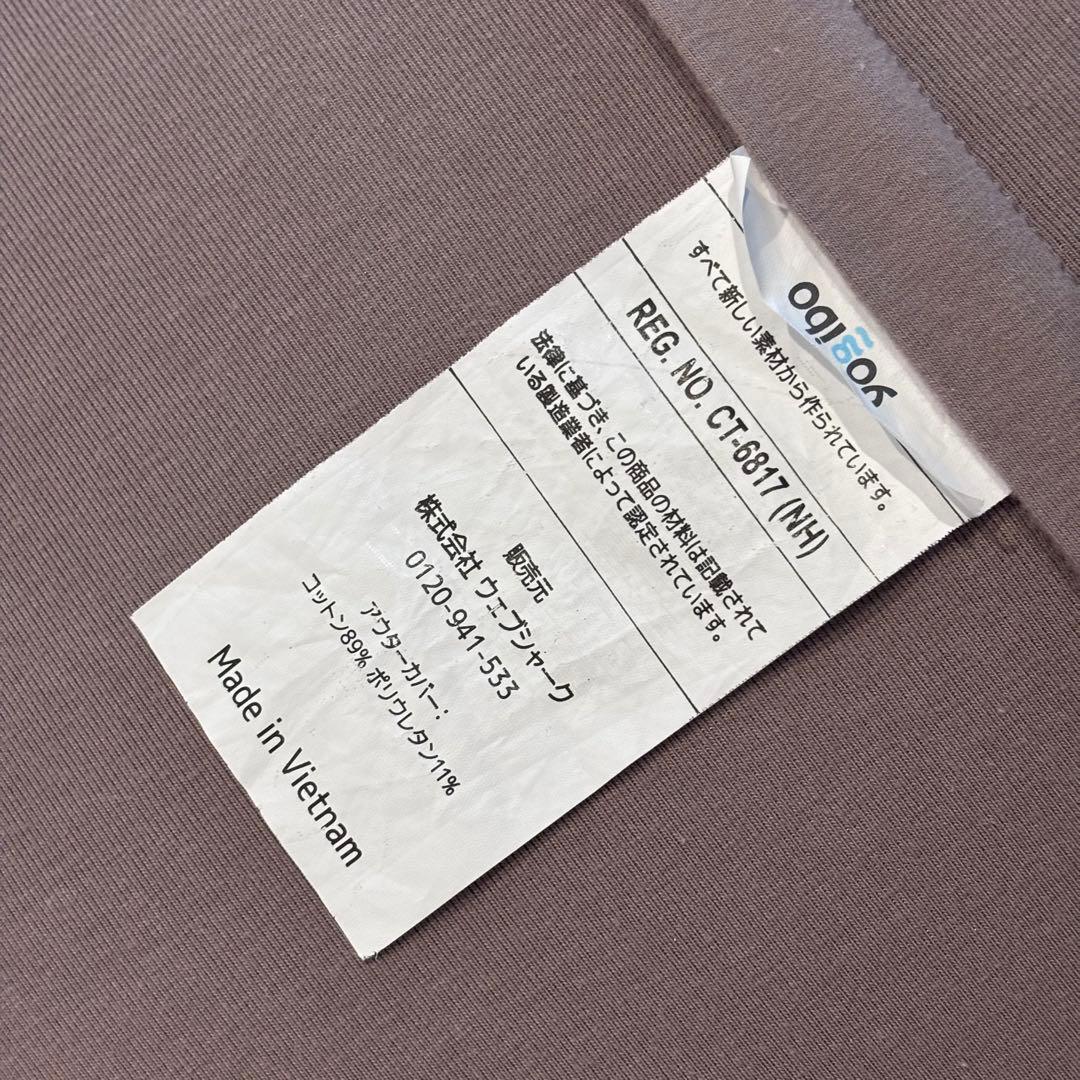 yogibo
すべて新しい素材から作られています。
REG. NO. CT-6817 (NH)
法律に基づき、この商品の材料は記載されて
いる製造業者によって認定されています。
販売元
株式会社 ウェブシャーク
0120-941-533
アウターカバー：
コットン89% ポリウレタン11%
Made in Vietnam